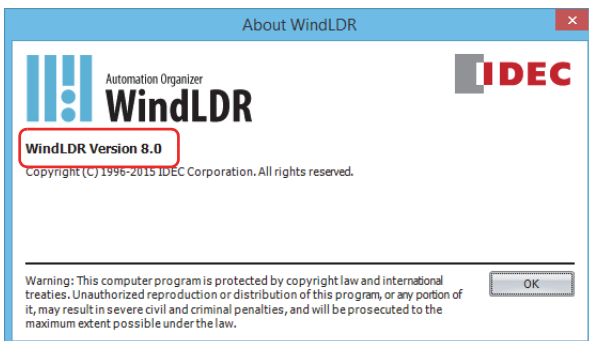 About WindLDR
IDEC
Automation Organizer
WindLDR
WindLDR Version 8.0
Copyright (C) 1996-2015 IDEC Corporation. All rights reserved.
Warning: This computer program is protected by copyright law and international
treaties. Unauthorized reproduction or distribution of this program, or any portion of
it, may result in severe civil and criminal penalties, and will be prosecuted to the
maximum extent possible under the law.
OK